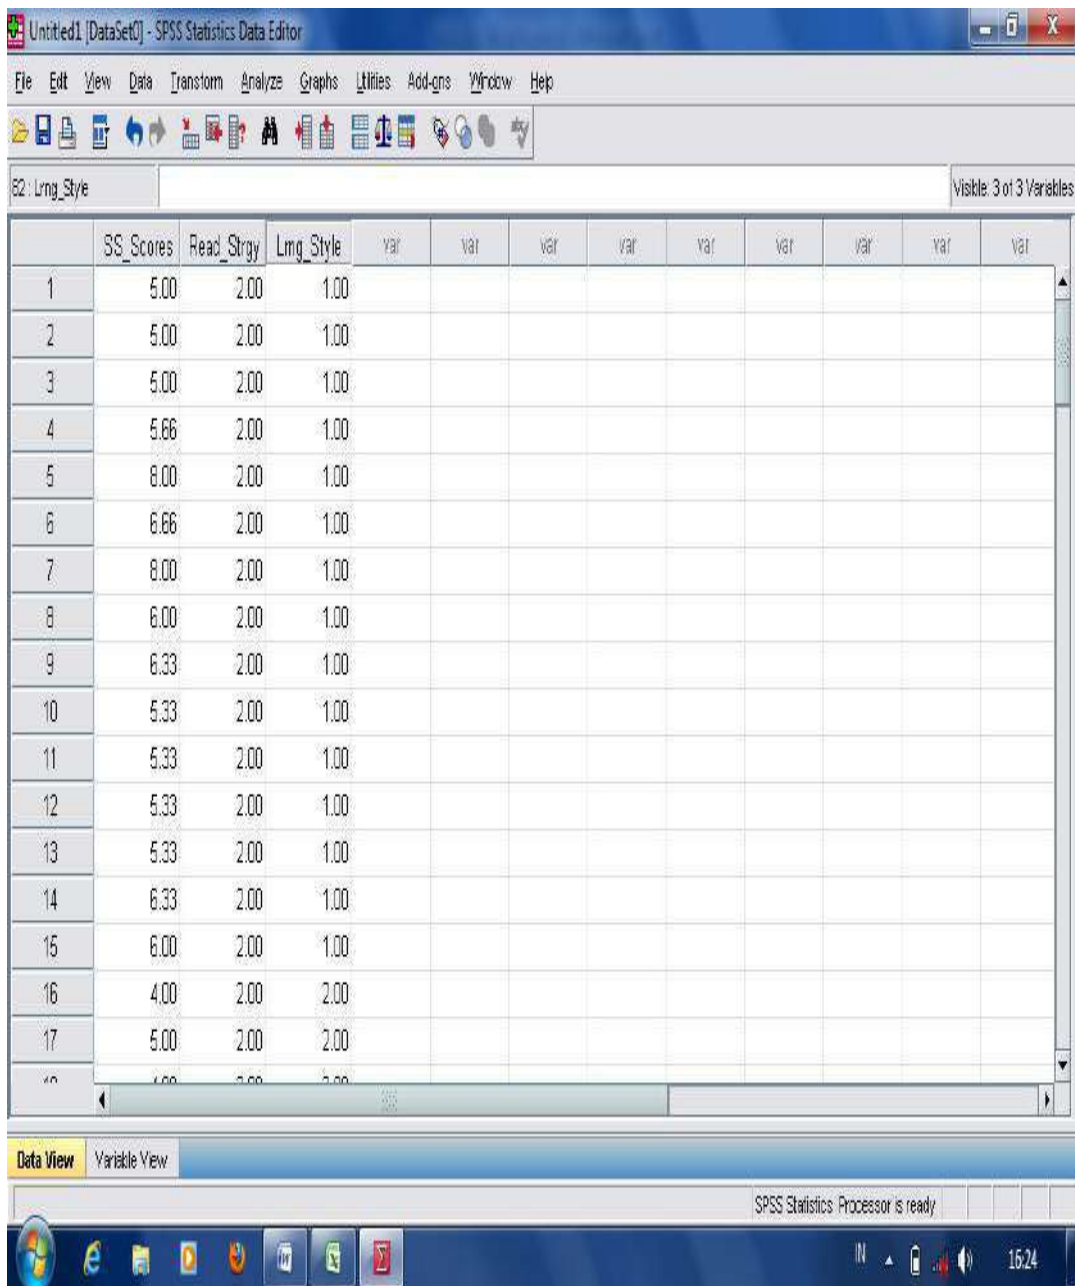 Untitled1 [DataSet0] - SPSS Statistics Data Editor
File Edit View Data Transform Analyze Graphs Utilities Add-ons Window Help
82 : Lrng_Style
Visible: 3 of 3 Variables
SS_Scores Read_Strgy Lrng_Style var var var var var var var var var
1 5.00 2.00 1.00
2 5.00 2.00 1.00
3 5.00 2.00 1.00
4 5.66 2.00 1.00
5 8.00 2.00 1.00
6 6.66 2.00 1.00
7 8.00 2.00 1.00
8 6.00 2.00 1.00
9 6.33 2.00 1.00
10 5.33 2.00 1.00
11 5.33 2.00 1.00
12 5.33 2.00 1.00
13 5.33 2.00 1.00
14 6.33 2.00 1.00
15 6.00 2.00 1.00
16 4.00 2.00 2.00
17 5.00 2.00 2.00
Data View Variable View
SPSS Statistics Processor is ready
IN 16:24